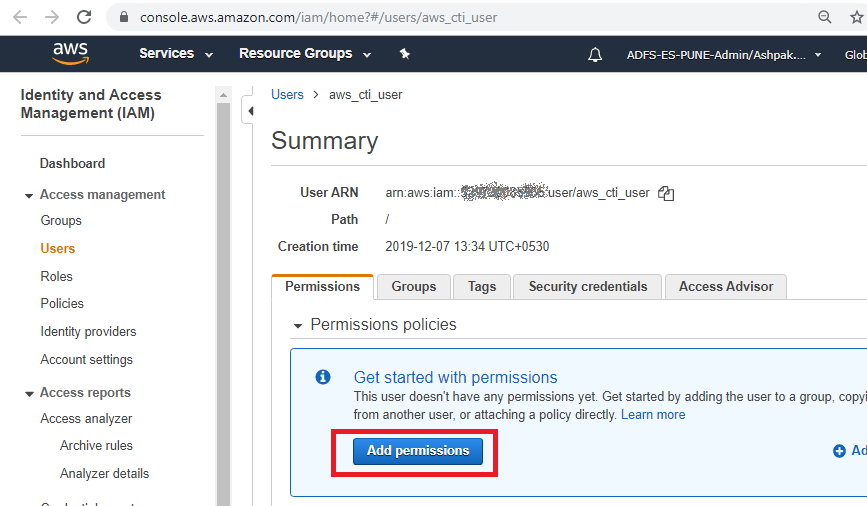 console.aws.amazon.com/iam/home?#/users/aws_cti_user
aws Services Resource Groups ADFS-ES-PUNE-Admin/Ashpak.... Glob
Identity and Access
Management (IAM)
Dashboard
Access management
Groups
Users
Roles
Policies
Identity providers
Account settings
Access reports
Access analyzer
Archive rules
Analyzer details
Users > aws_cti_user
Summary
User ARN arn:aws:iam:: :user/aws_cti_user
Path /
Creation time 2019-12-07 13:34 UTC+0530
Permissions Groups Tags Security credentials Access Advisor
Permissions policies
Get started with permissions
This user doesn't have any permissions yet. Get started by adding the user to a group, copyi
from another user, or attaching a policy directly. Learn more
Add permissions Ad